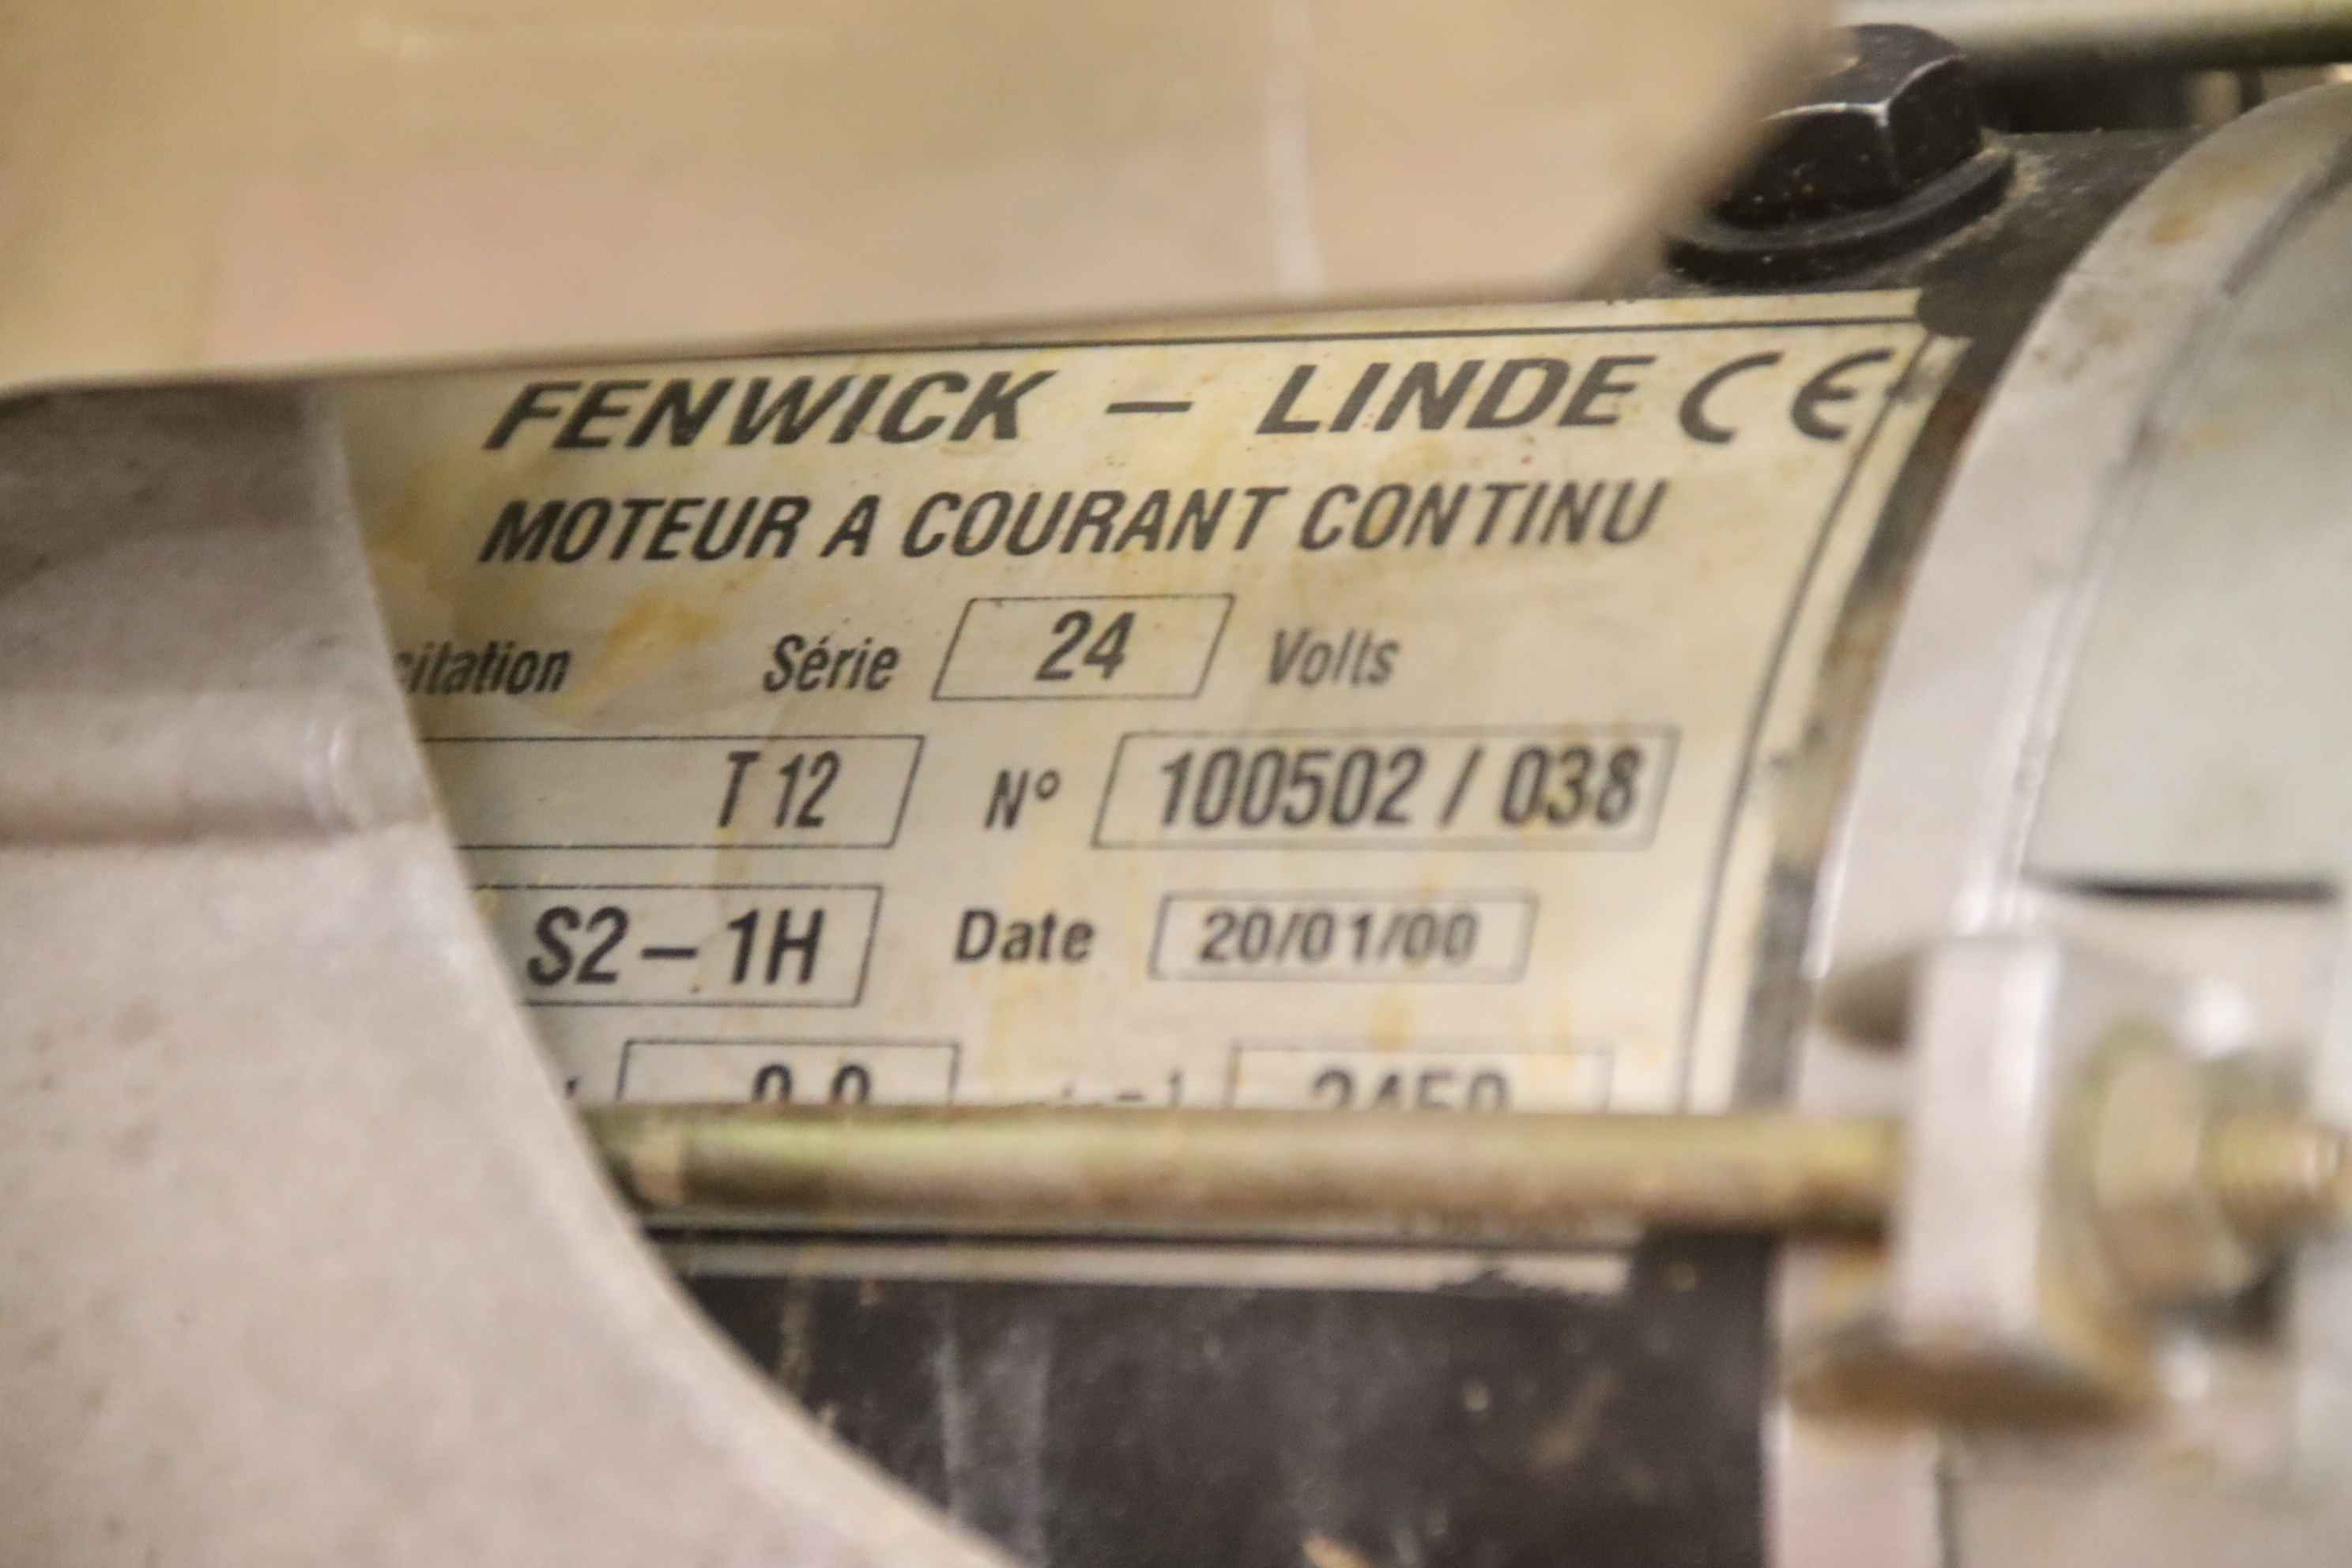 FENWICK – LINDE CE
MOTEUR A COURANT CONTINU
citation Série 24 Volts
T 12 N° 100502 / 038
S2 – 1H Date 20/01/00